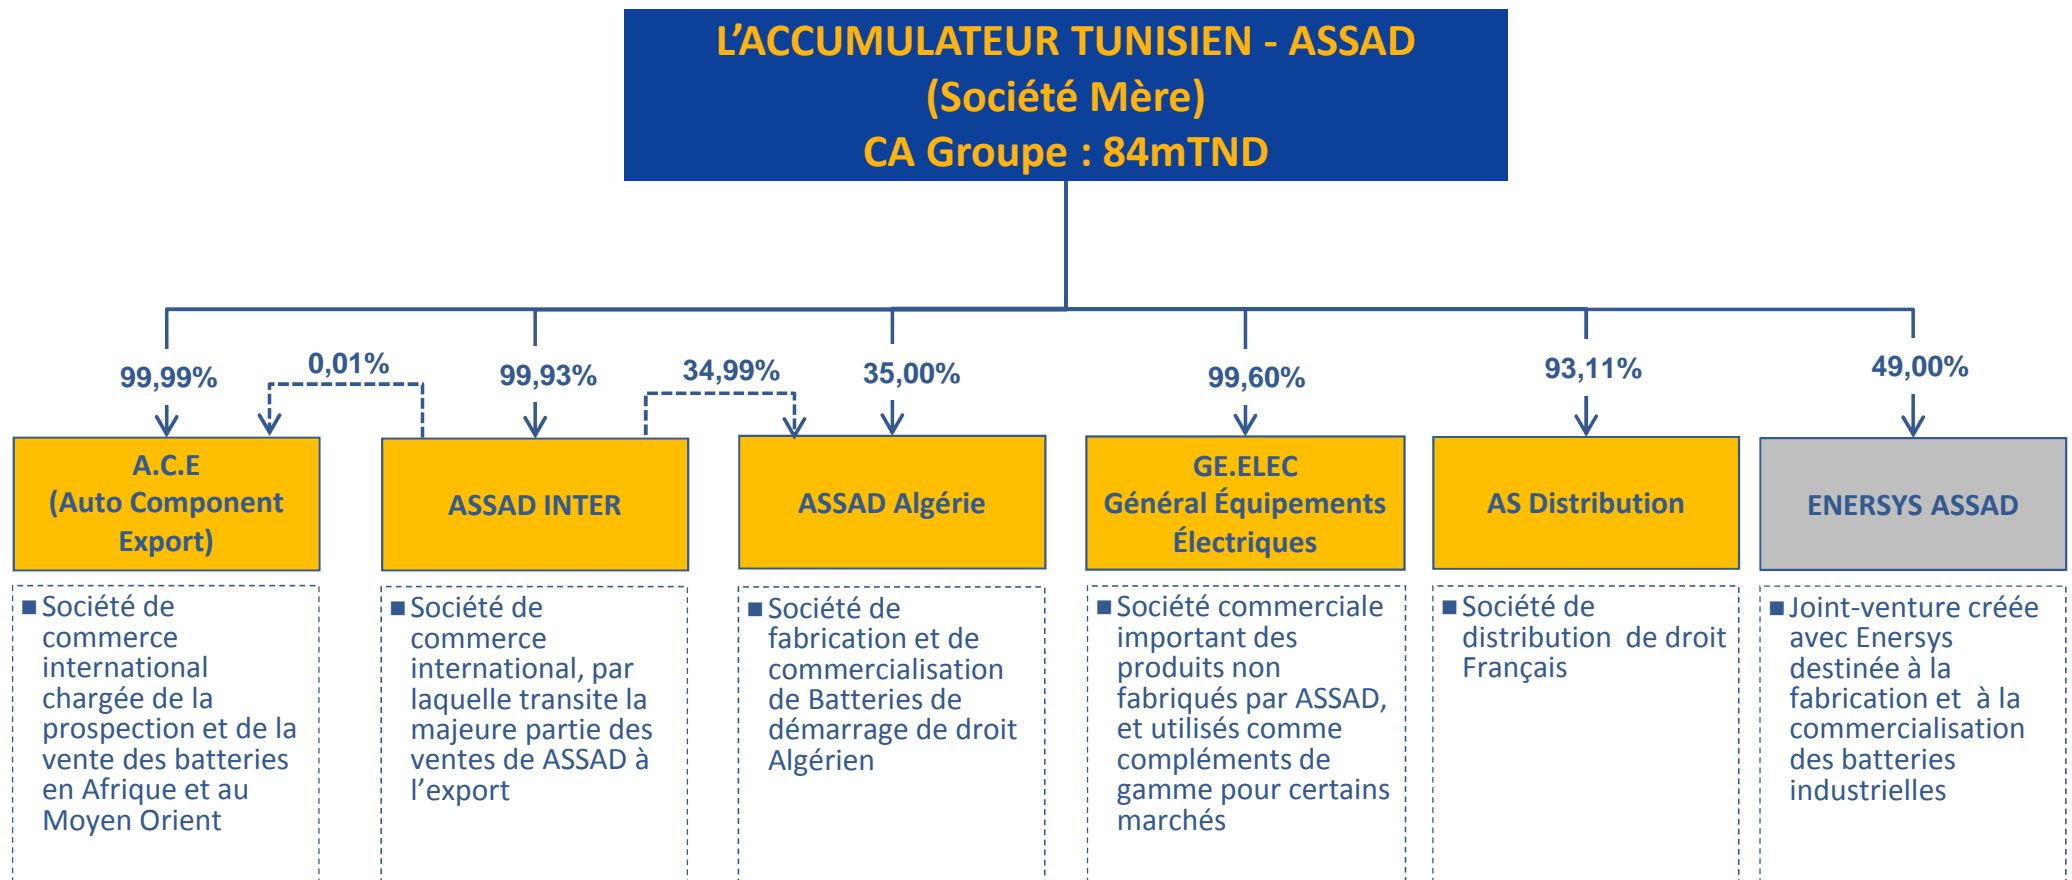 L’ACCUMULATEUR TUNISIEN - ASSAD
(Société Mère)
CA Groupe : 84mTND
99,99%
0,01%
99,93%
34,99%
35,00%
99,60%
93,11%
49,00%
A.C.E
(Auto Component
Export)
ASSAD INTER
ASSAD Algérie
GE.ELEC
Général Équipements
Électriques
AS Distribution
ENERSYS ASSAD
■ Société de
commerce
international
chargée de la
prospection et de la
vente des batteries
en Afrique et au
Moyen Orient
■ Société de
commerce
international, par
laquelle transite la
majeure partie des
ventes de ASSAD à
l’export
■ Société de
fabrication et de
commercialisation
de Batteries de
démarrage de droit
Algérien
■ Société commerciale
important des
produits non
fabriqués par ASSAD,
et utilisés comme
compléments de
gamme pour certains
marchés
■ Société de
distribution de droit
Français
■ Joint-venture créée
avec Enersys
destinée à la
fabrication et à la
commercialisation
des batteries
industrielles